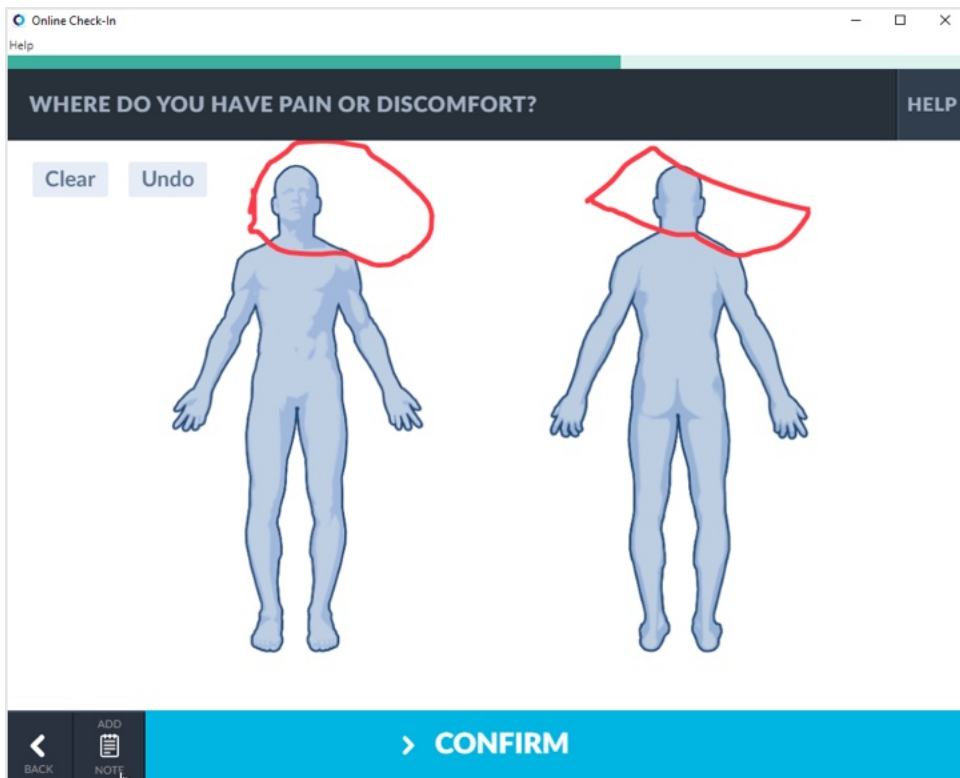 Online Check-In
Help
WHERE DO YOU HAVE PAIN OR DISCOMFORT?
HELP
Clear
Undo
BACK
ADD
NOTE
CONFIRM